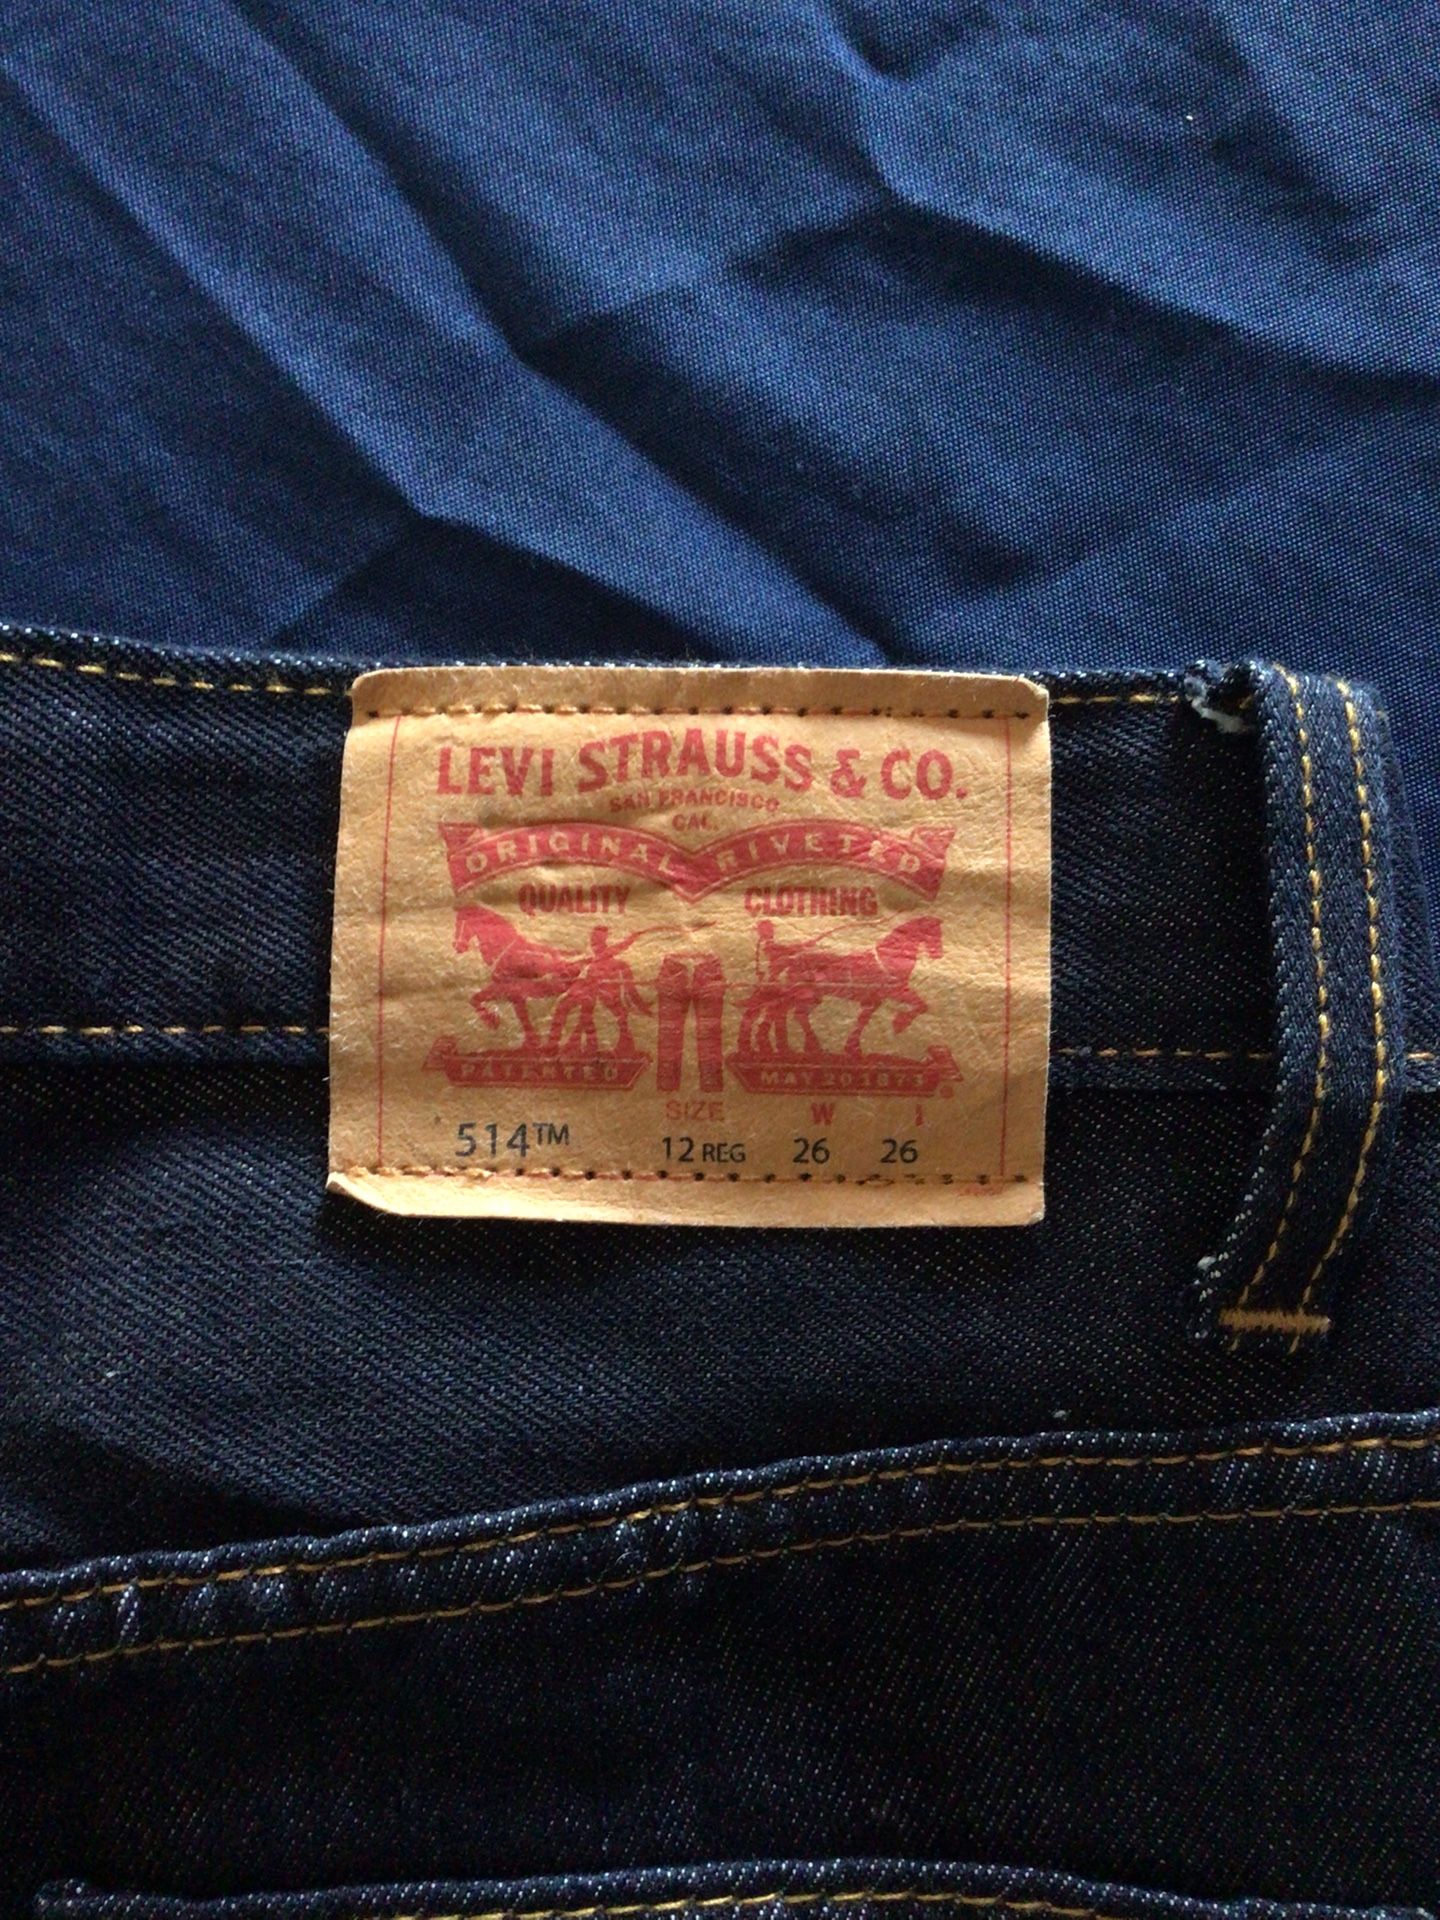 LEVI STRAUSS & CO.
SAN FRANCISCO
CAL.
ORIGINAL RIVETED
QUALITY CLOTHING
PATENTED MAY 20 1873
SIZE W L
514™ 12 REG 26 26